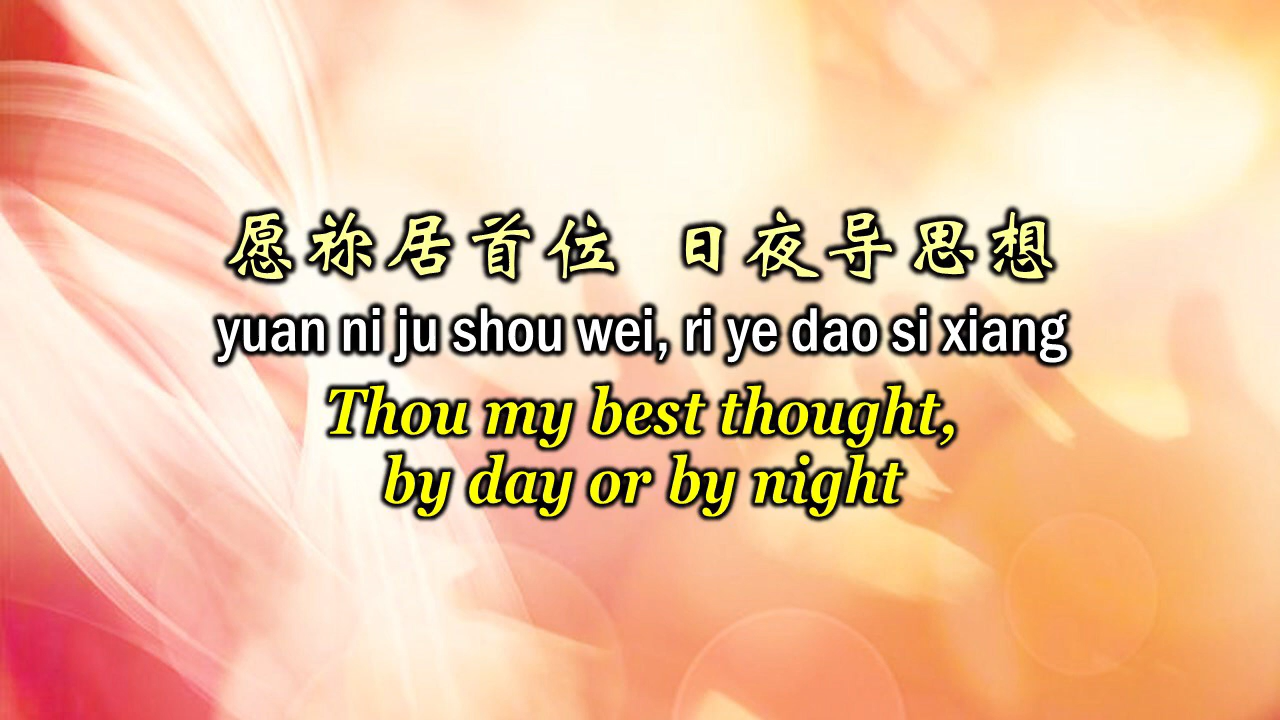 愿祢居首位 日夜导思想
yuan ni ju shou wei, ri ye dao si xiang
Thou my best thought,
by day or by night